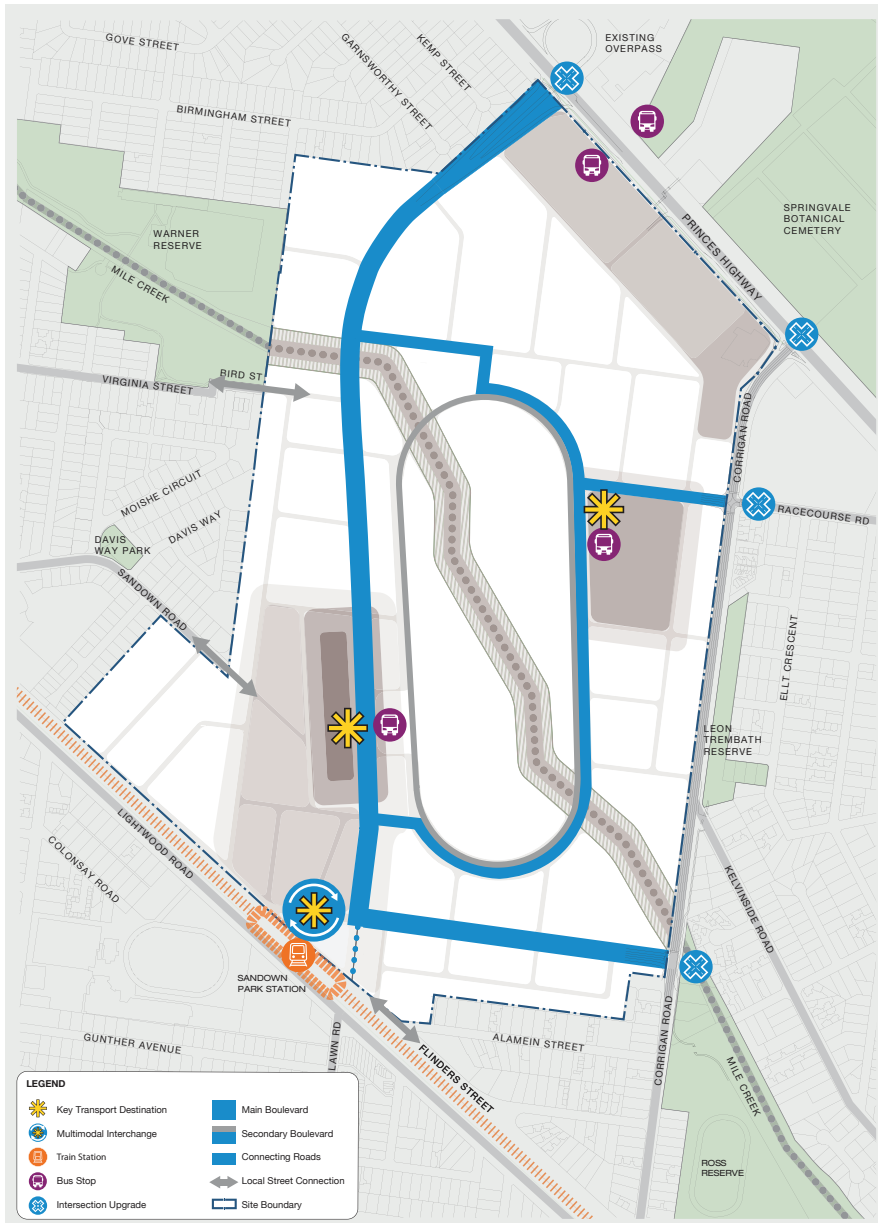 GOVE STREET
KEMP STREET
GARNSWORTHY STREET
EXISTING
OVERPASS
BIRMINGHAM STREET
SPRINGVALE
BOTANICAL
CEMETERY
WARNER
RESERVE
PRINCES HIGHWAY
MILE CREEK
BIRD ST
VIRGINIA STREET
CORRIGAN ROAD
MOISHE CIRCUIT
RACECOURSE RD
DAVIS WAY
DAVIS
WAY PARK
SANDOWN ROAD
ELLT CRESCENT
LEON
TREMBATH
RESERVE
LIGHTWOOD ROAD
COLONSAY ROAD
KELVINSIDE ROAD
SANDOWN
PARK STATION
GUNTHER AVENUE
LAWN RD
ALAMEIN STREET
FLINDERS STREET
CORRIGAN ROAD
MILE CREEK
ROSS
RESERVE
LEGEND
Key Transport Destination
Multimodal Interchange
Train Station
Bus Stop
Intersection Upgrade
Main Boulevard
Secondary Boulevard
Connecting Roads
Local Street Connection
Site Boundary